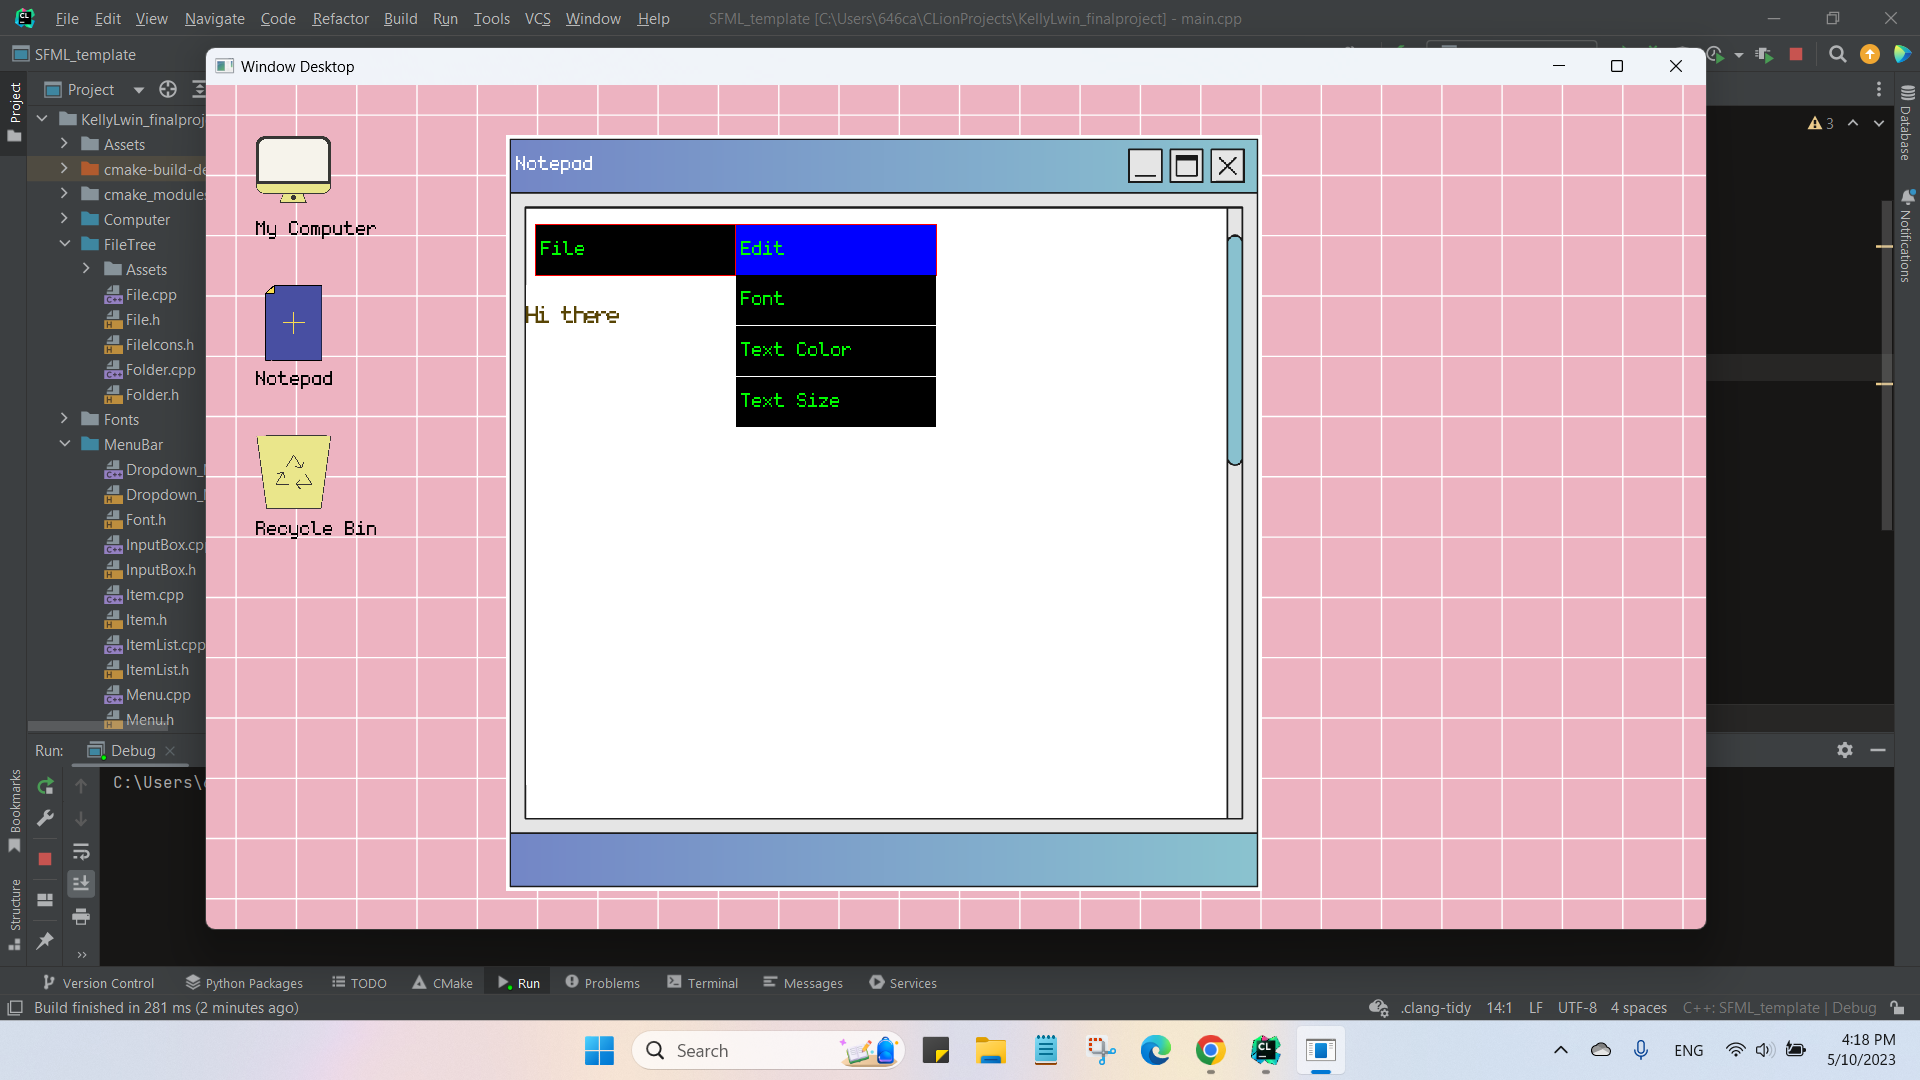 File Edit View Navigate Code Refactor Build Run Tools VCS Window Help SFML_template [C:\Users\646ca\CLionProjects\KellyLwin_finalproject] - main.cpp
SFML_template
Window Desktop
Project
Project
KellyLwin_finalproj
Assets
cmake-build-de
cmake_module
Computer
FileTree
Assets
File.cpp
File.h
FileIcons.h
Folder.cpp
Folder.h
Fonts
MenuBar
Dropdown_
Dropdown_
Font.h
InputBox.cp
InputBox.h
Item.cpp
Item.h
ItemList.cpp
ItemList.h
Menu.cpp
Menu.h
My Computer
Notepad
Recycle Bin
Notepad
File Edit
Font
Text Color
Text Size
Hi there
3
Database
Notifications
Run: Debug
C:\Users\
Bookmarks
Structure
Version Control Python Packages TODO CMake Run Problems Terminal Messages Services
Build finished in 281 ms (2 minutes ago)
.clang-tidy 14:1 LF UTF-8 4 spaces C++: SFML_template | Debug
Search
ENG
4:18 PM
5/10/2023